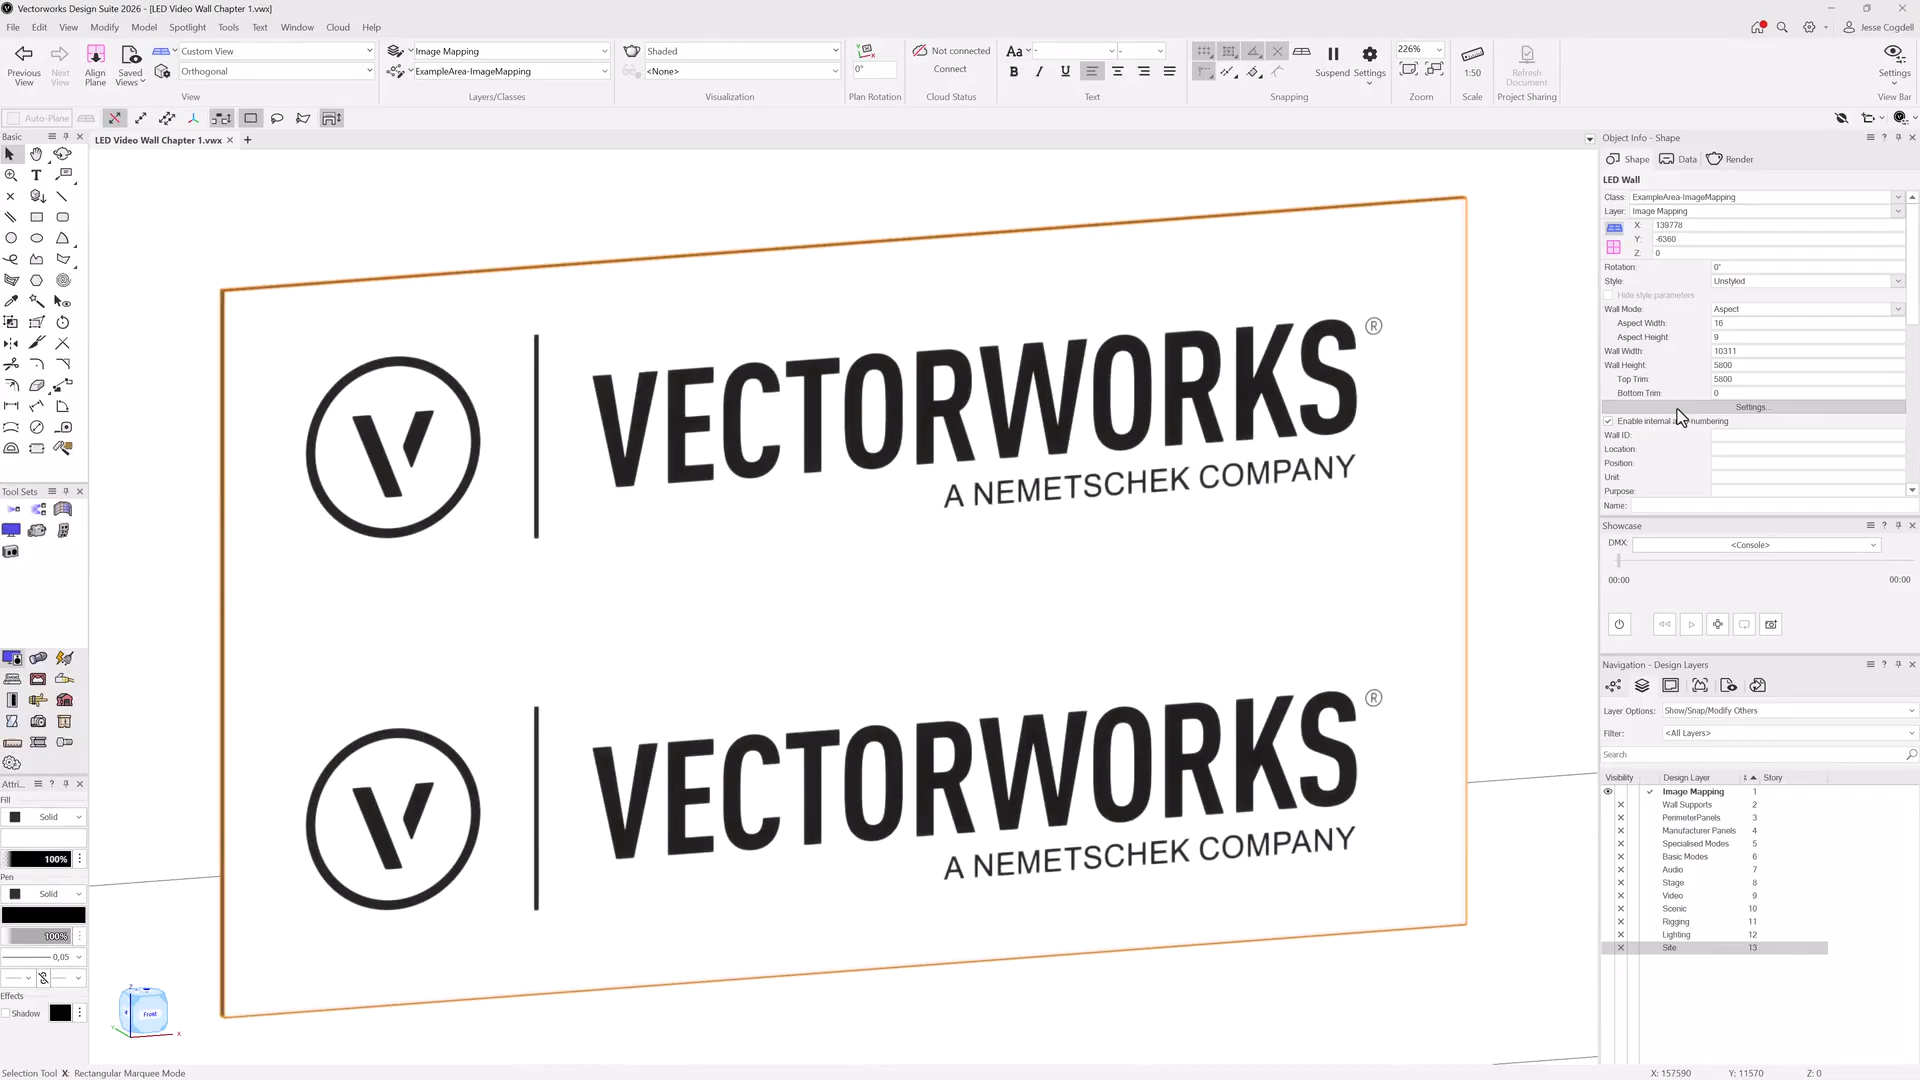 Vectorworks Design Suite 2026 - [LED Video Wall Chapter 1.vwx]
File Edit View Modify Model Spotlight Tools Text Window Cloud Help
Jesse Cogdell
Previous View
Next View
Align Plane
Saved Views
Custom View
Orthogonal
View
Image Mapping
ExampleArea-ImageMapping
Layers/Classes
Shaded
<None>
Visualization
0°
Plan Rotation
Not connected
Connect
Cloud Status
Aa
B I U
Text
Suspend
Settings
Snapping
226%
Zoom
1:50
Scale
Refresh Document
Project Sharing
Settings
View Bar
Auto-Plane
Basic
LED Video Wall Chapter 1.vwx
Tool Sets
Attri...
Fill
Solid
100%
Pen
Solid
100%
0,05
Effects
Shadow
VECTORWORKS®
A NEMETSCHEK COMPANY
VECTORWORKS®
A NEMETSCHEK COMPANY
Front
Z
Y
X
Object Info - Shape
Shape Data Render
LED Wall
Class: ExampleArea-ImageMapping
Layer: Image Mapping
X: 139778
Y: -6360
Z: 0
Rotation: 0°
Style: Unstyled
Hide style parameters
Wall Mode: Aspect
Aspect Width: 16
Aspect Height: 9
Wall Width: 10311
Wall Height: 5800
Top Trim: 5800
Bottom Trim: 0
Settings...
Enable internal numbering
Wall ID:
Location:
Position:
Unit:
Purpose:
Name:
Showcase
DMX: <Console>
00:00 00:00
Navigation - Design Layers
Layer Options: Show/Snap/Modify Others
Filter: <All Layers>
Search
Visibility Design Layer # Story
Image Mapping 1
Wall Supports 2
PerimeterPanels 3
Manufacturer Panels 4
Specialised Modes 5
Basic Modes 6
Audio 7
Stage 8
Video 9
Scenic 10
Rigging 11
Lighting 12
Site 13
Selection Tool X: Rectangular Marquee Mode
X: 157590 Y: 11570 Z: 0